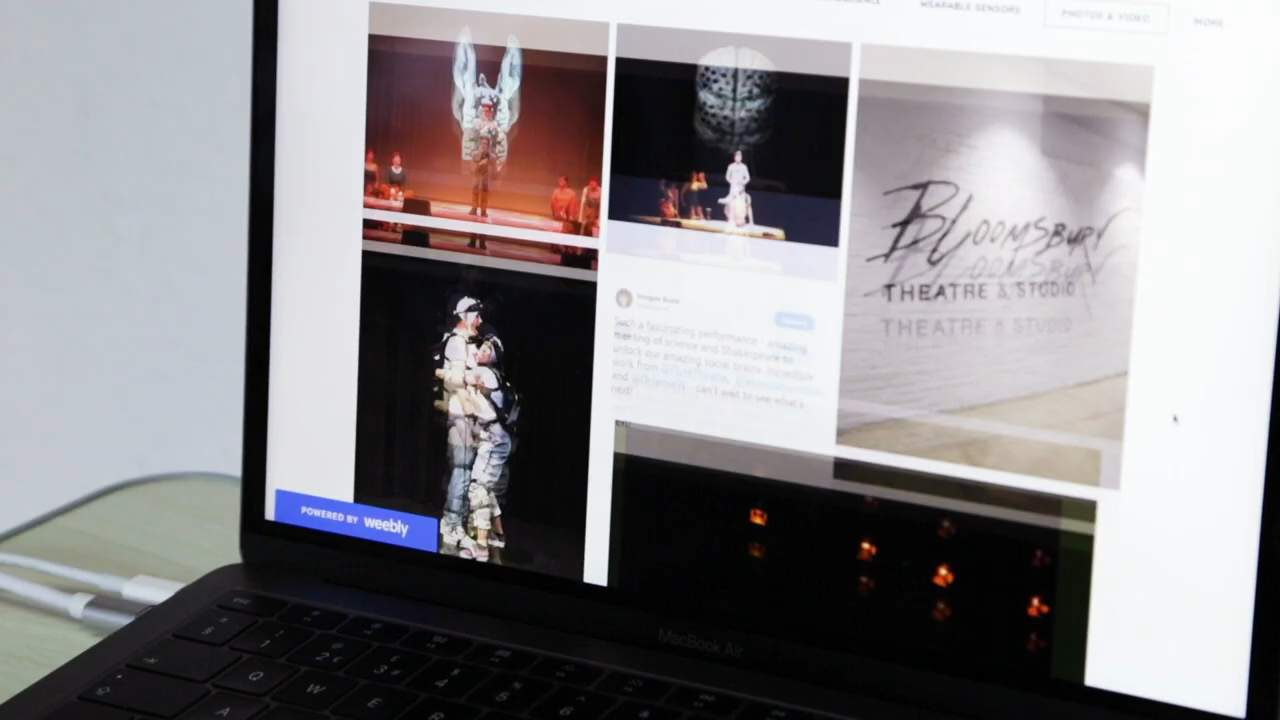 WEARABLE SENSORS
PHOTOS & VIDEO
MORE
BLOOMSBURY
THEATRE & STUDIO
Such a fascinating performance - amazing
meeting of science and Shakespeare to
unlock our amazing social brains. Incredible
work from
and - can't wait to see what's
next!
POWERED BY weebly
MacBook Air
esc
Q
W
E
R
A